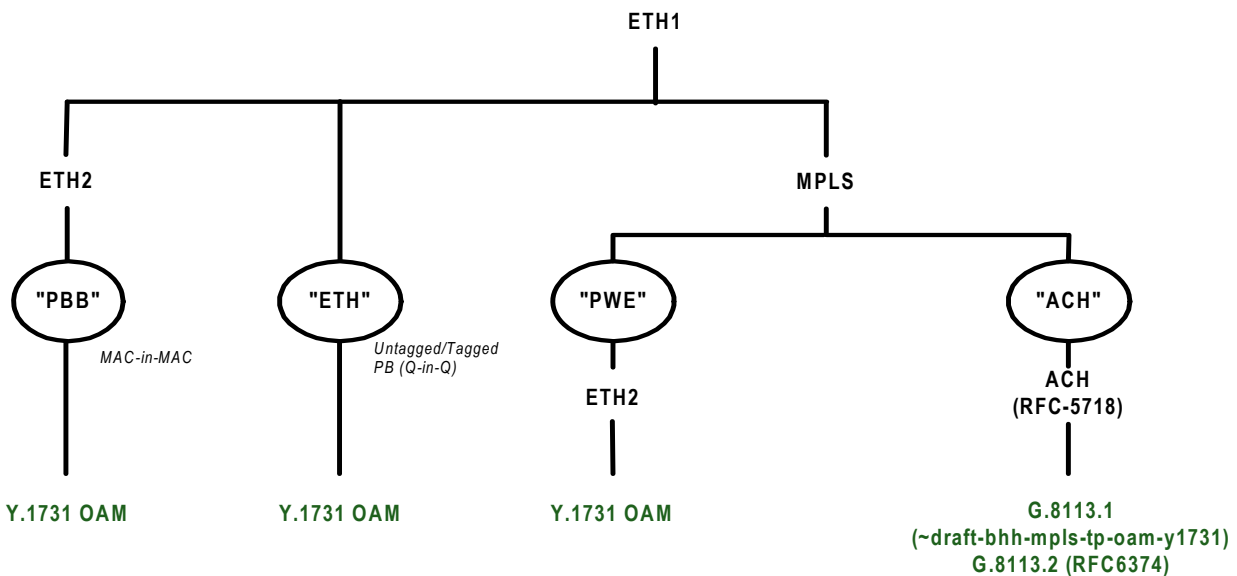 ETH1
ETH2
MPLS
"PBB"
"ETH"
"PWE"
"ACH"
MAC-in-MAC
Untagged/Tagged
PB (Q-in-Q)
ETH2
ACH
(RFC-5718)
Y.1731 OAM
Y.1731 OAM
Y.1731 OAM
G.8113.1
(~draft-bhh-mpls-tp-oam-y1731)
G.8113.2 (RFC6374)